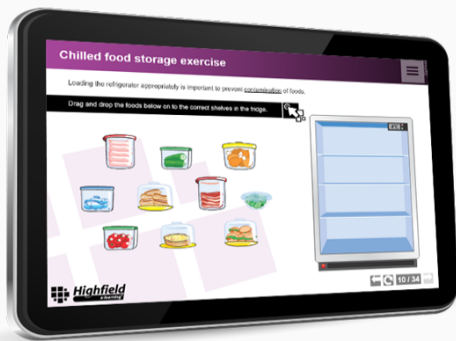 Chilled food storage exercise
Loading the refrigerator appropriately is important to prevent contamination of foods.
Drag and drop the foods below on to the correct shelves in the fridge.
Highfield
e-learning
10 / 34